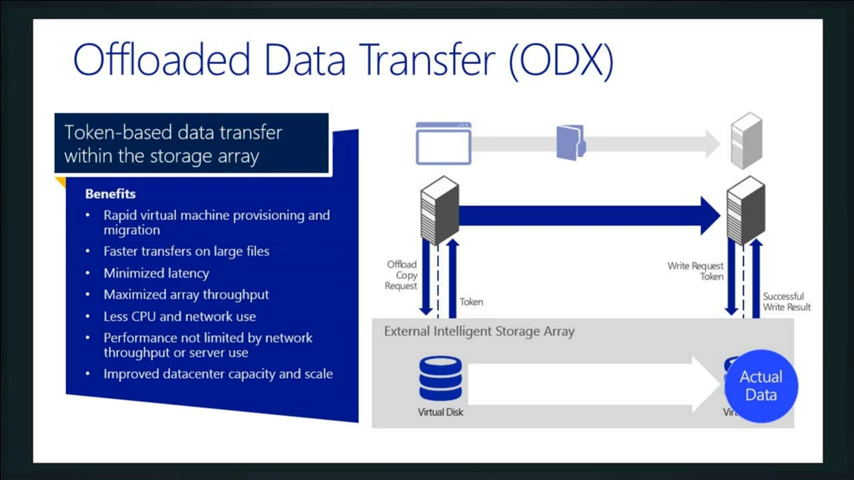 Offloaded Data Transfer (ODX)
Token-based data transfer
within the storage array
Benefits
• Rapid virtual machine provisioning and
migration
• Faster transfers on large files
• Minimized latency
• Maximized array throughput
• Less CPU and network use
• Performance not limited by network
throughput or server use
• Improved datacenter capacity and scale
Offload
Copy
Request
Token
Write Request
Token
Successful
Write Result
External Intelligent Storage Array
Virtual Disk
Actual
Data